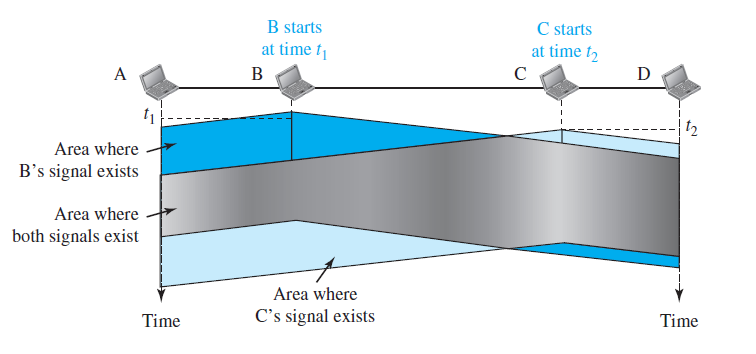 B starts
at time t₁
C starts
at time t₂
A
B
C
D
t₁
t₂
Area where
B’s signal exists
Area where
both signals exist
Area where
C’s signal exists
Time
Time